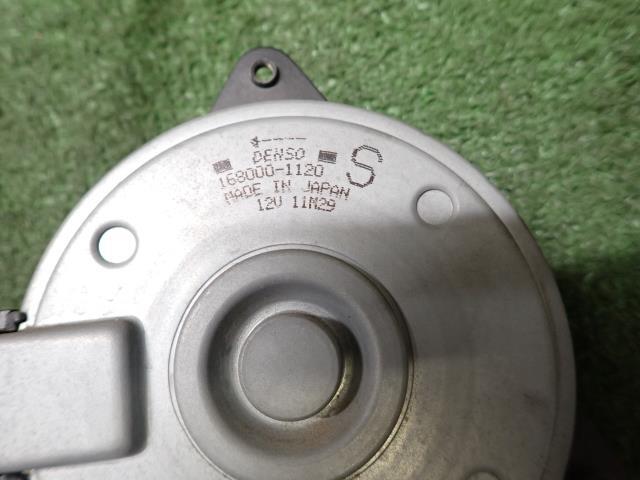 DENSO
168000-1120 S
MADE IN JAPAN
12V 11M29